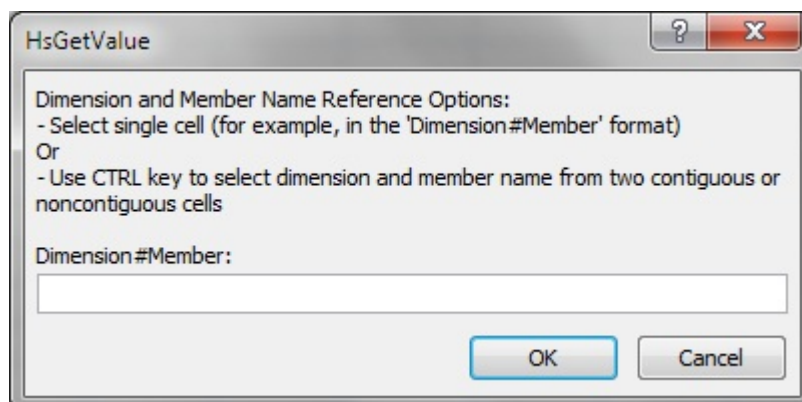 HsGetValue
Dimension and Member Name Reference Options:
- Select single cell (for example, in the 'Dimension#Member' format)
Or
-Use CTRL key to select dimension and member name from two contiguous or
noncontiguous cells
Dimension#Member:
OK Cancel